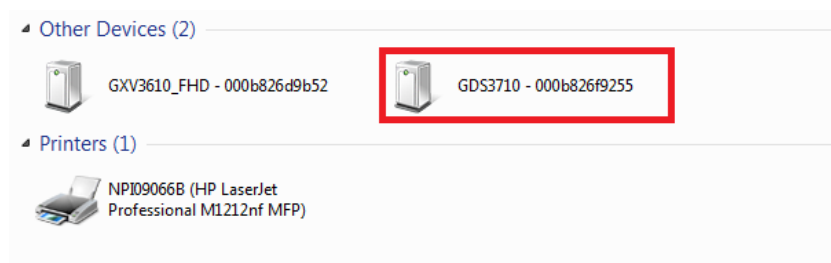 Other Devices (2)
GXV3610_FHD - 000b826d9b52
GDS3710 - 000b826f9255
Printers (1)
NPI09066B (HP LaserJet
Professional M1212nf MFP)